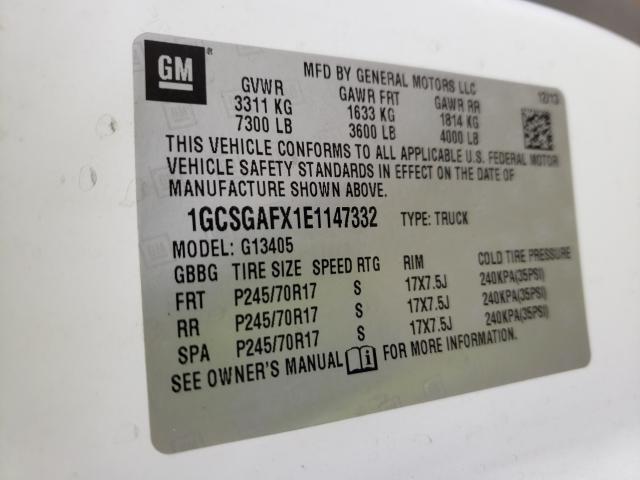 GM
MFD BY GENERAL MOTORS LLC
GVWR GAWR FRT GAWR RR 12/13
3311 KG 1633 KG 1814 KG
7300 LB 3600 LB 4000 LB
THIS VEHICLE CONFORMS TO ALL APPLICABLE U.S. FEDERAL MOTOR
VEHICLE SAFETY STANDARDS IN EFFECT ON THE DATE OF
MANUFACTURE SHOWN ABOVE.
1GCSGAFX1E1147332 TYPE: TRUCK
MODEL: G13405
GBBG TIRE SIZE SPEED RTG RIM COLD TIRE PRESSURE
FRT P245/70R17 S 17X7.5J 240KPA(35PSI)
RR P245/70R17 S 17X7.5J 240KPA(35PSI)
SPA P245/70R17 S 17X7.5J 240KPA(35PSI)
SEE OWNER'S MANUAL FOR MORE INFORMATION.